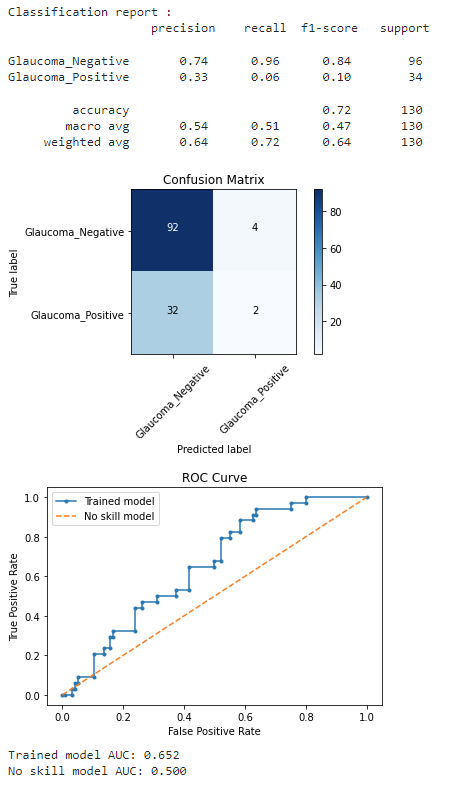 Classification report :
precision recall f1-score support
Glaucoma_Negative 0.74 0.96 0.84 96
Glaucoma_Positive 0.33 0.06 0.10 34
accuracy 0.72 130
macro avg 0.54 0.51 0.47 130
weighted avg 0.64 0.72 0.64 130
Confusion Matrix
True label
Glaucoma_Negative 92 4
Glaucoma_Positive 32 2
80
60
40
20
Glaucoma_Negative Glaucoma_Positive
Predicted label
ROC Curve
Trained model
No skill model
True Positive Rate
1.0
0.8
0.6
0.4
0.2
0.0
0.0 0.2 0.4 0.6 0.8 1.0
False Positive Rate
Trained model AUC: 0.652
No skill model AUC: 0.500